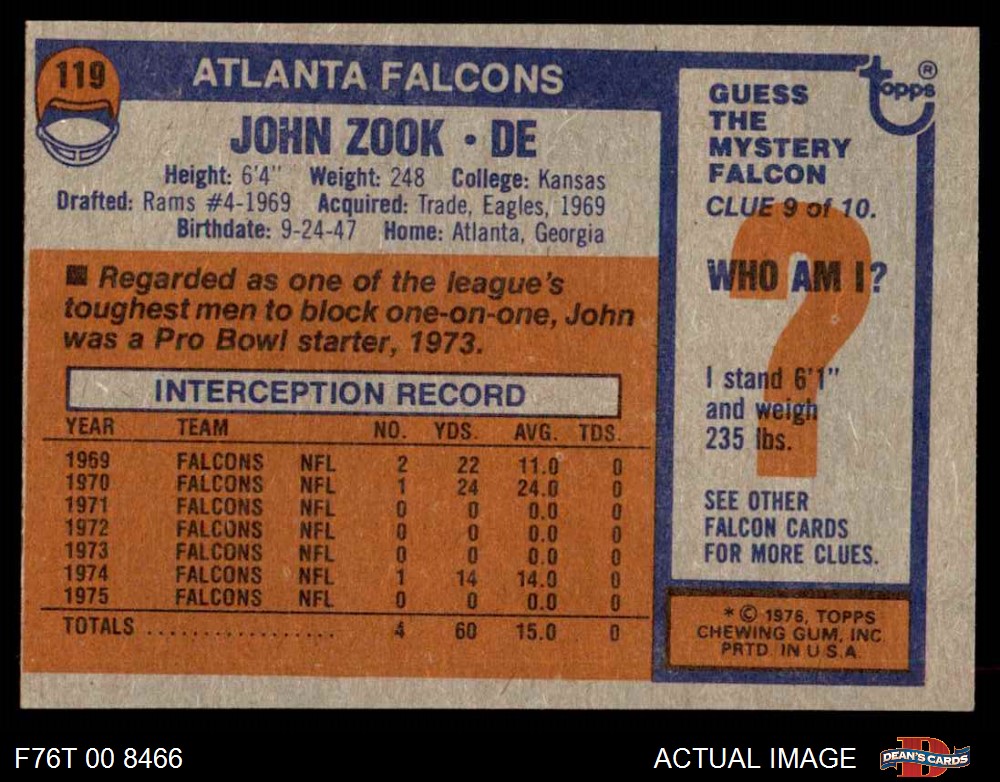 119
ATLANTA FALCONS
JOHN ZOOK • DE
Height: 6'4" Weight: 248 College: Kansas
Drafted: Rams #4-1969 Acquired: Trade, Eagles, 1969
Birthdate: 9-24-47 Home: Atlanta, Georgia
■ Regarded as one of the league's
toughest men to block one-on-one, John
was a Pro Bowl starter, 1973.
INTERCEPTION RECORD
YEAR TEAM NO. YDS. AVG. TDS.
1969 FALCONS NFL 2 22 11.0 0
1970 FALCONS NFL 1 24 24.0 0
1971 FALCONS NFL 0 0 0.0 0
1972 FALCONS NFL 0 0 0.0 0
1973 FALCONS NFL 0 0 0.0 0
1974 FALCONS NFL 1 14 14.0 0
1975 FALCONS NFL 0 0 0.0 0
TOTALS .................. 4 60 15.0 0
topps®
GUESS
THE
MYSTERY
FALCON
CLUE 9 of 10.
?
WHO AM I?
I stand 6'1"
and weigh
235 lbs.
SEE OTHER
FALCON CARDS
FOR MORE CLUES.
* © 1976, TOPPS
CHEWING GUM, INC
PRTD. IN U.S.A.
F76T 00 8466
ACTUAL IMAGE
D
DEAN'S CARDS